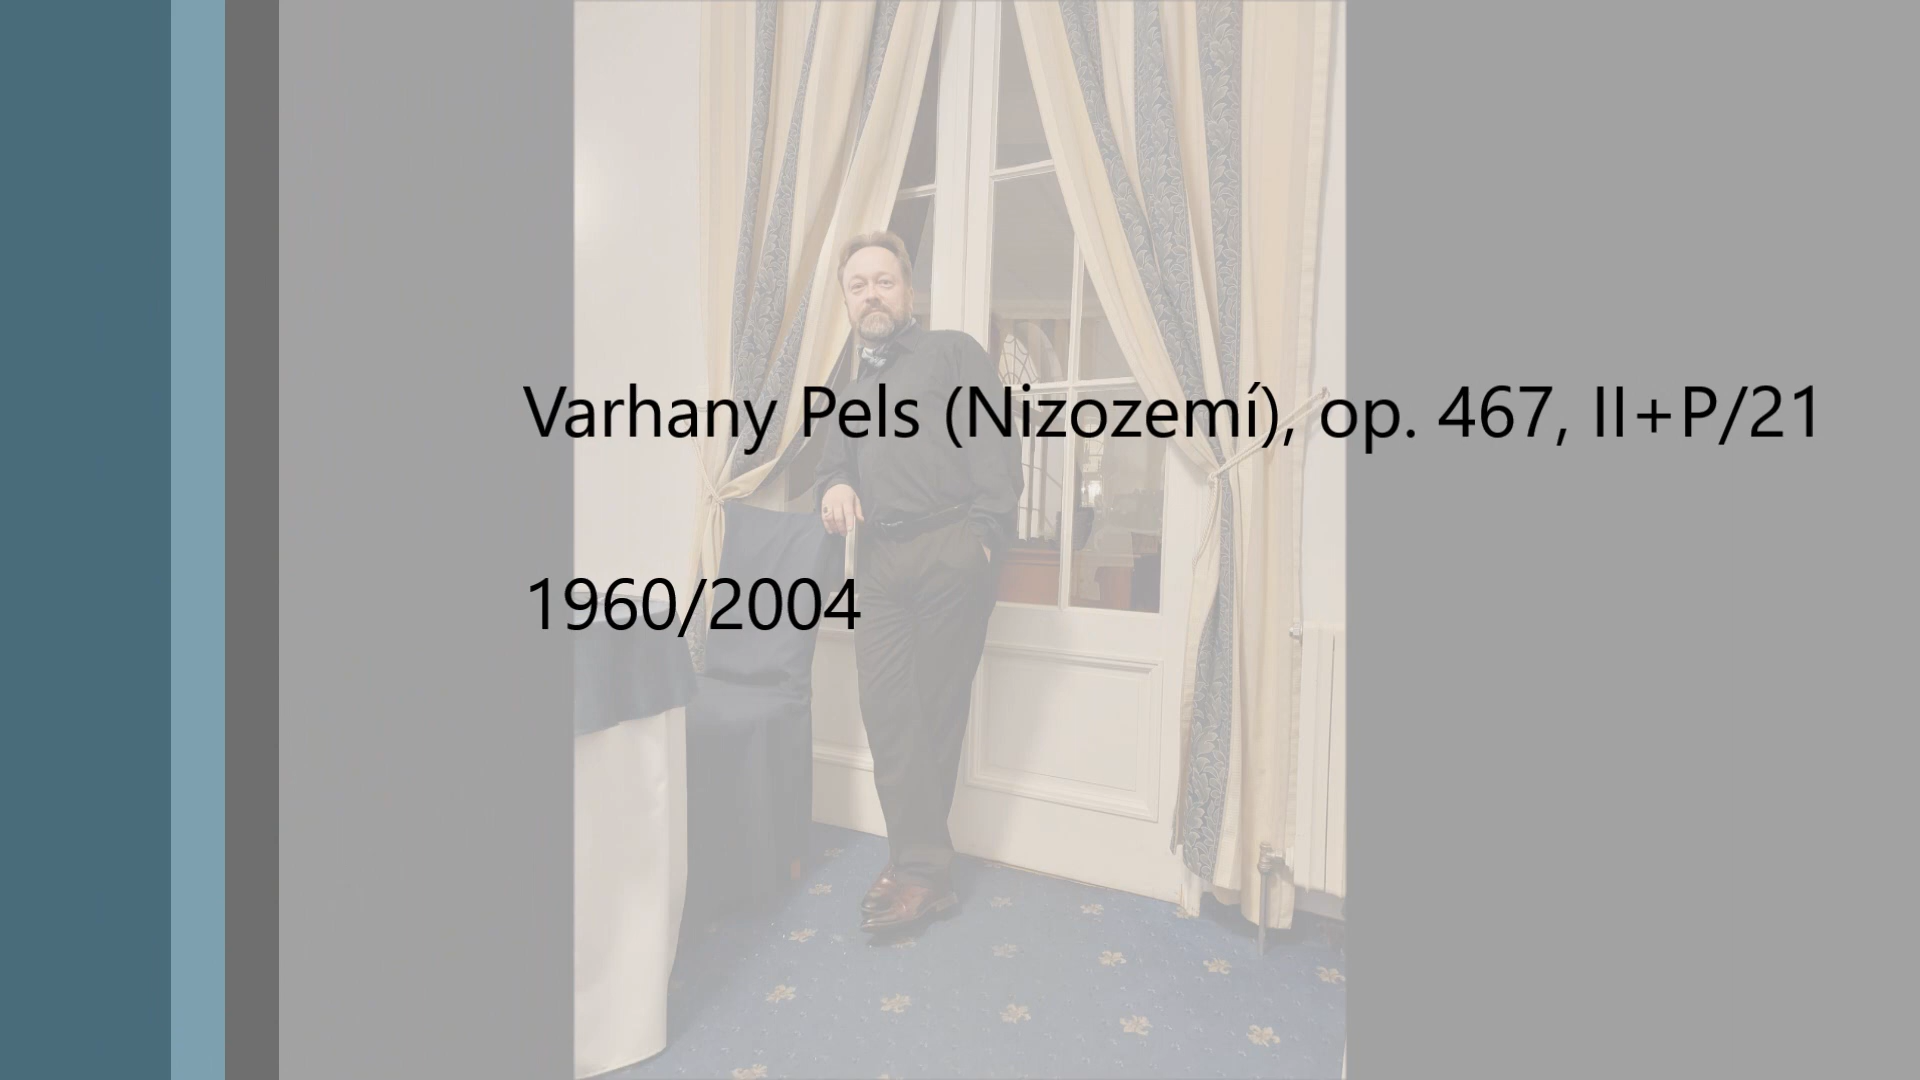 Varhany Pels (Nizozemí), op. 467, II+P/21
1960/2004